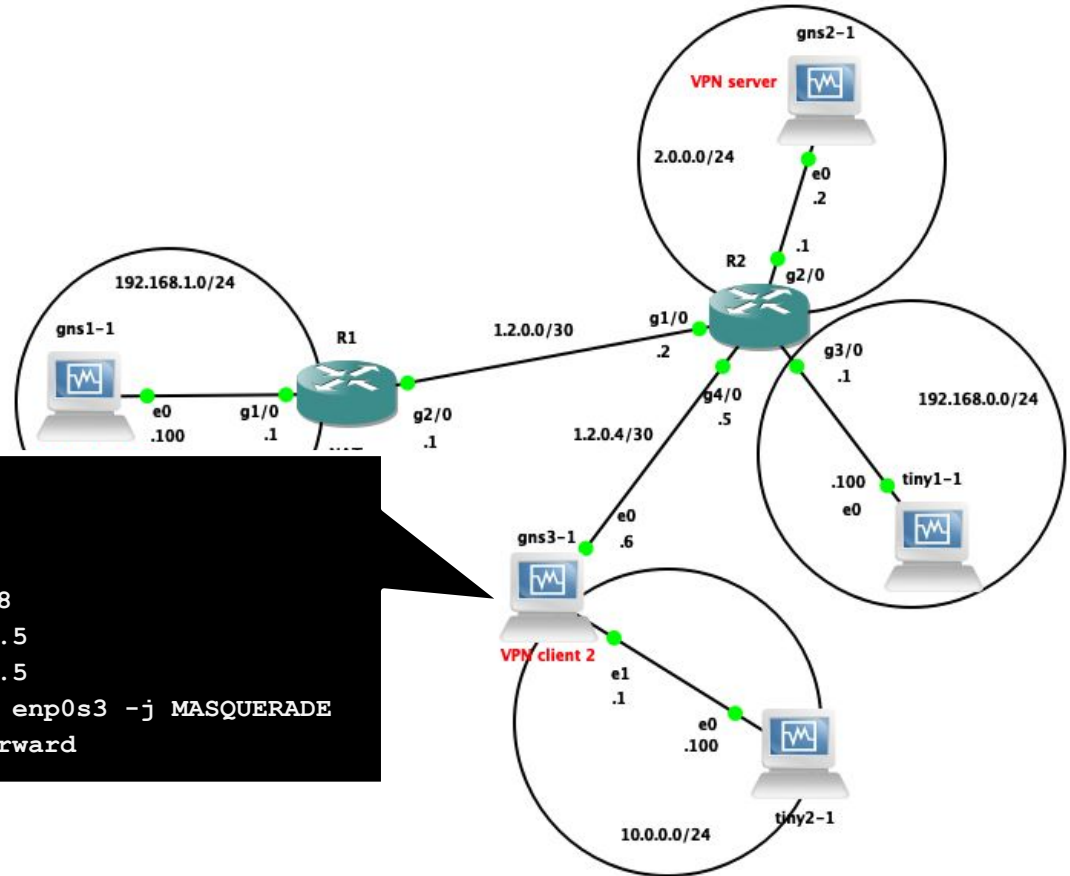 gns2-1
VPN server
2.0.0.0/24
e0
.2
.1
R2
g2/0
192.168.1.0/24
gns1-1
R1
1.2.0.0/30
g1/0
.2
g3/0
.1
e0
.100
g1/0
.1
g2/0
.1
g4/0
.5
192.168.0.0/24
1.2.0.4/30
.100
e0
tiny1-1
e0
.6
gns3-1
8
.5
.5
enp0s3 -j MASQUERADE
rward
VPN client 2
e1
.1
e0
.100
tiny2-1
10.0.0.0/24